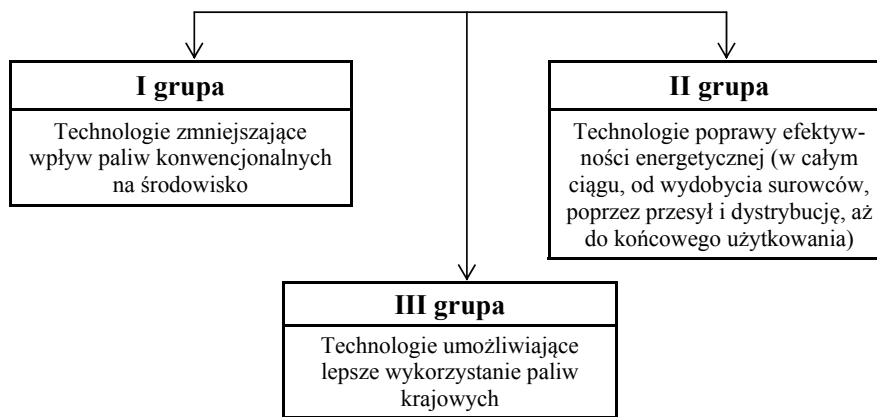 I grupa
Technologie zmniejszające
wpływ paliw konwencjonalnych
na środowisko
II grupa
Technologie poprawy efektyw-
ności energetycznej (w całym
ciągu, od wydobycia surowców,
poprzez przesył i dystrybucję, aż
do końcowego użytkowania)
III grupa
Technologie umożliwiające
lepsze wykorzystanie paliw
krajowych